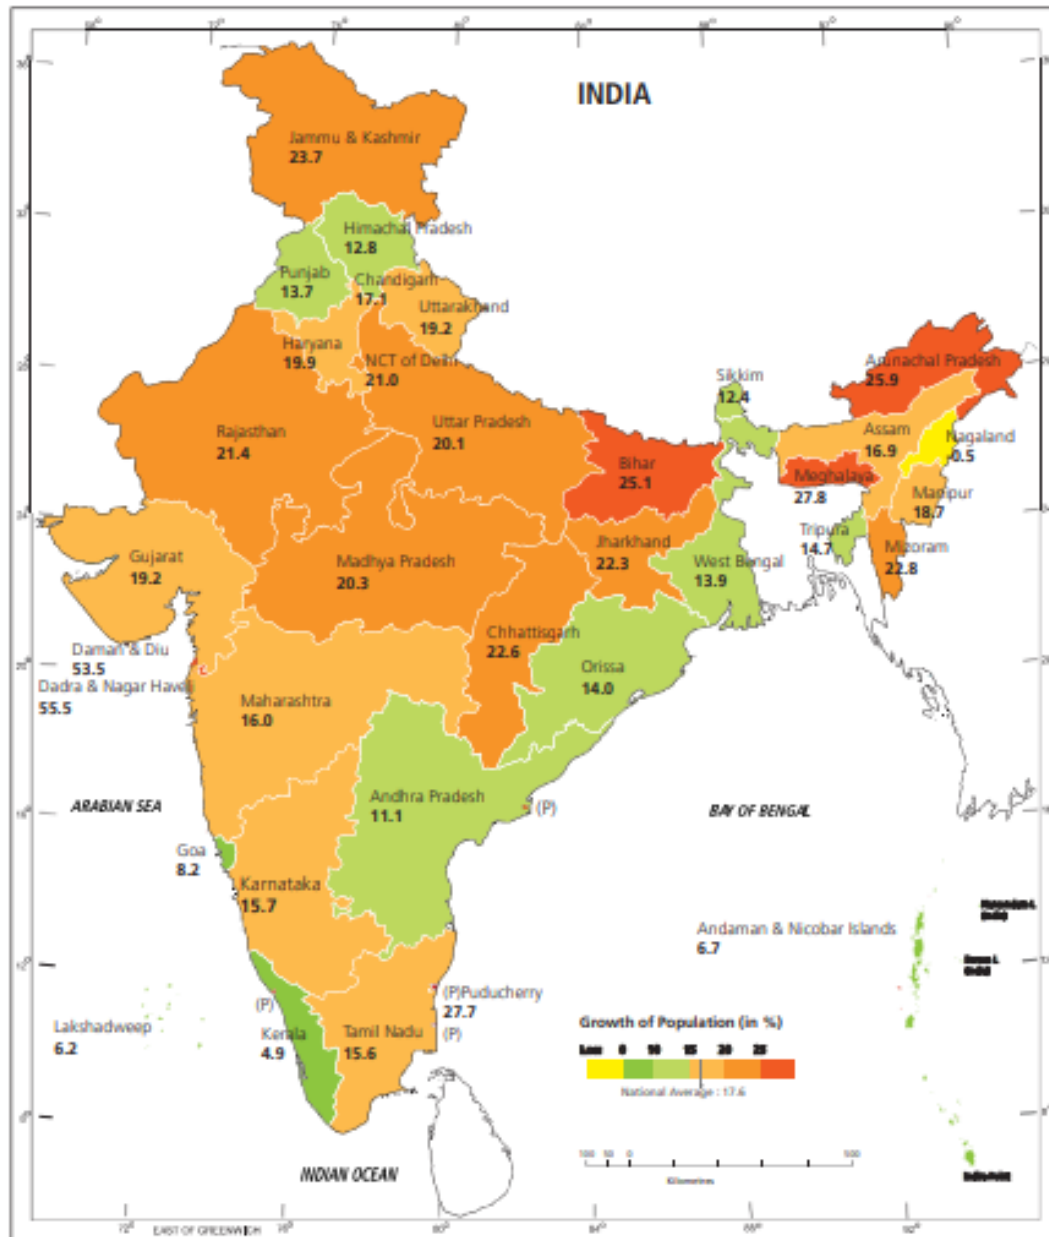 INDIA
Jammu & Kashmir
23.7
Himachal Pradesh
12.8
Punjab
13.7
Chandigarh
17.1
Uttarakhand
19.2
Haryana
19.9
NCT of Delhi
21.0
Arunachal Pradesh
25.9
Sikkim
12.4
Rajasthan
21.4
Uttar Pradesh
20.1
Assam
16.9
Nagaland
-0.5
Bihar
25.1
Meghalaya
27.8
Manipur
18.7
Tripura
14.7
Mizoram
22.8
Gujarat
19.2
Madhya Pradesh
20.3
Jharkhand
22.3
West Bengal
13.9
Chhattisgarh
22.6
Daman & Diu
53.5
Dadra & Nagar Haveli
55.5
Orissa
14.0
Maharashtra
16.0
Andhra Pradesh
11.1
(P)
ARABIAN SEA
BAY OF BENGAL
Goa
8.2
Karnataka
15.7
Andaman & Nicobar Islands
6.7
(P)Puducherry
27.7
(P)
(P)
Lakshadweep
6.2
Kerala
4.9
Tamil Nadu
15.6
Growth of Population (in %)
0 10 15 20 25
National Average : 17.6
INDIAN OCEAN
100 50 0 500
Kilometres
EAST OF GREENWICH